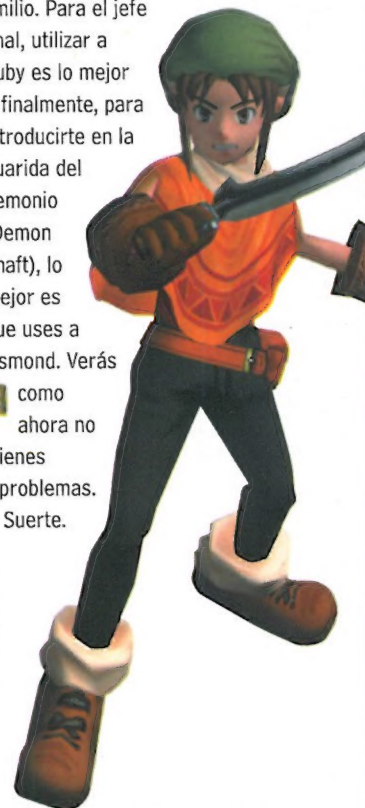 milio. Para el jefe
nal, utilizar a
uby es lo mejor
finalmente, para
troducirte en la
uarida del
emonio
Demon
haft), lo
ejor es
ue uses a
smond. Verás
como
ahora no
ienes
problemas.
Suerte.